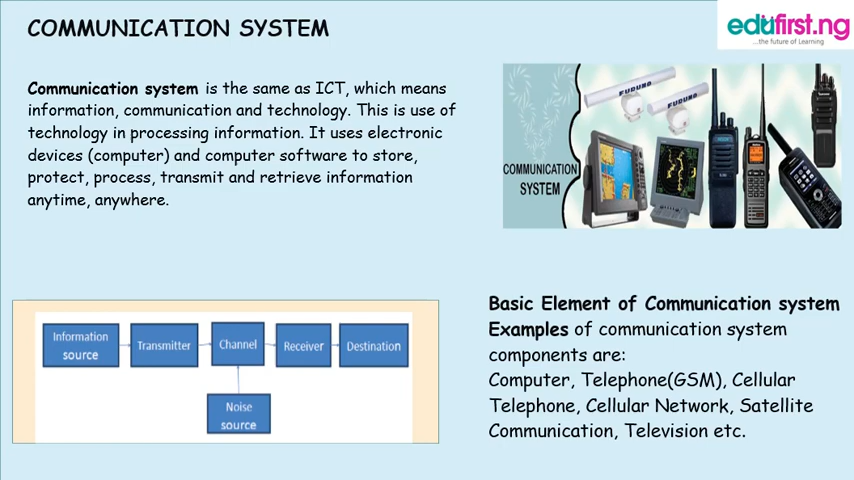 COMMUNICATION SYSTEM
edufirst.ng
...the future of Learning
Communication system is the same as ICT, which means
information, communication and technology. This is use of
technology in processing information. It uses electronic
devices (computer) and computer software to store,
protect, process, transmit and retrieve information
anytime, anywhere.
FURUNO
FURUNO
COMMUNICATION
SYSTEM
Information
source
Transmitter
Channel
Receiver
Destination
Noise
source
Basic Element of Communication system
Examples of communication system
components are:
Computer, Telephone(GSM), Cellular
Telephone, Cellular Network, Satellite
Communication, Television etc.